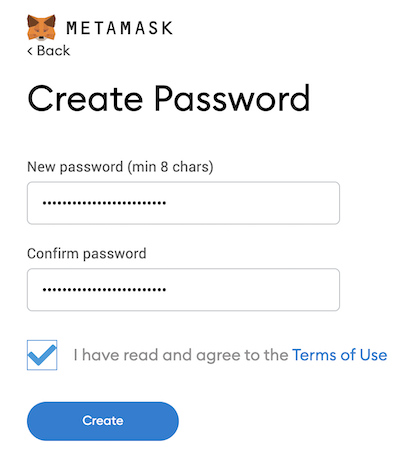 METAMASK
< Back
Create Password
New password (min 8 chars)
•••••••••••••••••••••••••
Confirm password
•••••••••••••••••••••••••
I have read and agree to the Terms of Use
Create